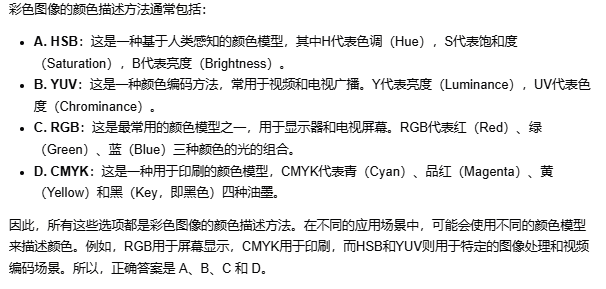 彩色图像的颜色描述方法通常包括：
• A. HSB：这是一种基于人类感知的颜色模型，其中H代表色调（Hue），S代表饱和度
（Saturation），B代表亮度（Brightness）。
• B. YUV：这是一种颜色编码方法，常用于视频和电视广播。Y代表亮度（Luminance），UV代表色
度（Chrominance）。
• C. RGB：这是最常用的颜色模型之一，用于显示器和电视屏幕。RGB代表红（Red）、绿
（Green）、蓝（Blue）三种颜色的光的组合。
• D. CMYK：这是一种用于印刷的颜色模型，CMYK代表青（Cyan）、品红（Magenta）、黄
（Yellow）和黑（Key，即黑色）四种油墨。
因此，所有这些选项都是彩色图像的颜色描述方法。在不同的应用场景中，可能会使用不同的颜色模型
来描述颜色。例如，RGB用于屏幕显示，CMYK用于印刷，而HSB和YUV则用于特定的图像处理和视频
编码场景。所以，正确答案是 A、B、C 和 D。